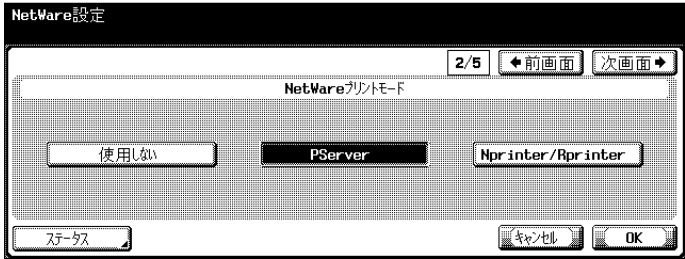 NetWare設定
2/5 ←前画面 次画面→
NetWareプリントモード
使用しない PServer Nprinter/Rprinter
ステータス キャンセル OK